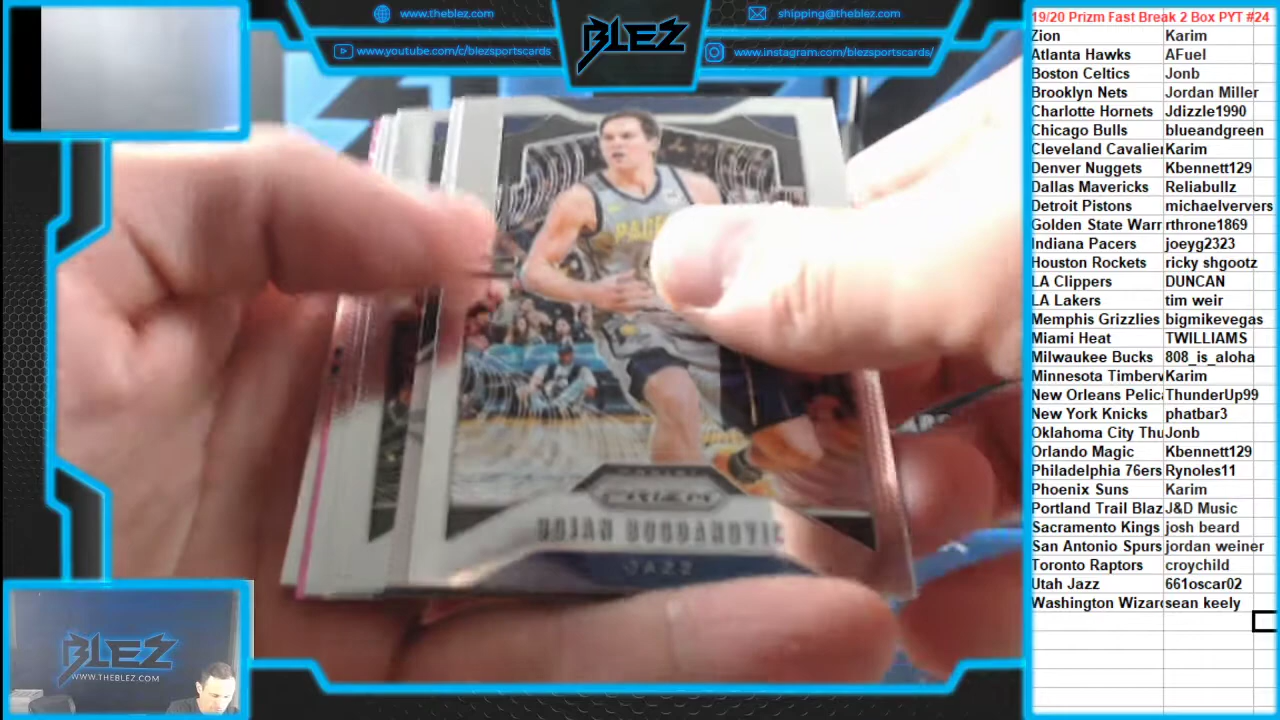 www.theblez.com
www.youtube.com/c/blezsportscards
BLEZ
shipping@theblez.com
www.instagram.com/blezsportscards/
PRIZM
BOJAN BOGDANOVIC
JAZZ
BLEZ
WWW.THEBLEZ.COM
19/20 Prizm Fast Break 2 Box PYT #24
Zion Karim
Atlanta Hawks AFuel
Boston Celtics Jonb
Brooklyn Nets Jordan Miller
Charlotte Hornets Jdizzle1990
Chicago Bulls blueandgreen
Cleveland Cavalier Karim
Denver Nuggets Kbennett129
Dallas Mavericks Reliabullz
Detroit Pistons michaelververs
Golden State Warr rthrone1869
Indiana Pacers joeyg2323
Houston Rockets ricky shgootz
LA Clippers DUNCAN
LA Lakers tim weir
Memphis Grizzlies bigmikevegas
Miami Heat TWILLIAMS
Milwaukee Bucks 808_is_aloha
Minnesota Timberv Karim
New Orleans Pelic ThunderUp99
New York Knicks phatbar3
Oklahoma City Thu Jonb
Orlando Magic Kbennett129
Philadelphia 76ers Rynoles11
Phoenix Suns Karim
Portland Trail Blaz J&D Music
Sacramento Kings josh beard
San Antonio Spurs jordan weiner
Toronto Raptors croychild
Utah Jazz 661oscar02
Washington Wizard sean keely